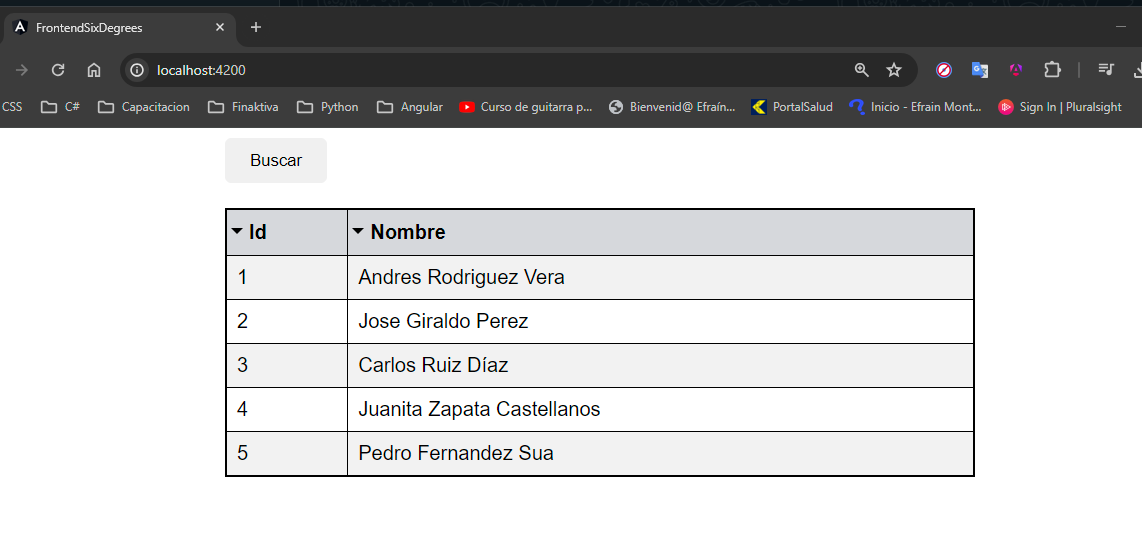 FrontendSixDegrees
localhost:4200
CSS C# Capacitacion Finaktiva Python Angular Curso de guitarra p... Bienvenid@ Efraín... PortalSalud Inicio - Efrain Mont... Sign In | Pluralsight
Buscar
Id Nombre
1 Andres Rodriguez Vera
2 Jose Giraldo Perez
3 Carlos Ruiz Díaz
4 Juanita Zapata Castellanos
5 Pedro Fernandez Sua